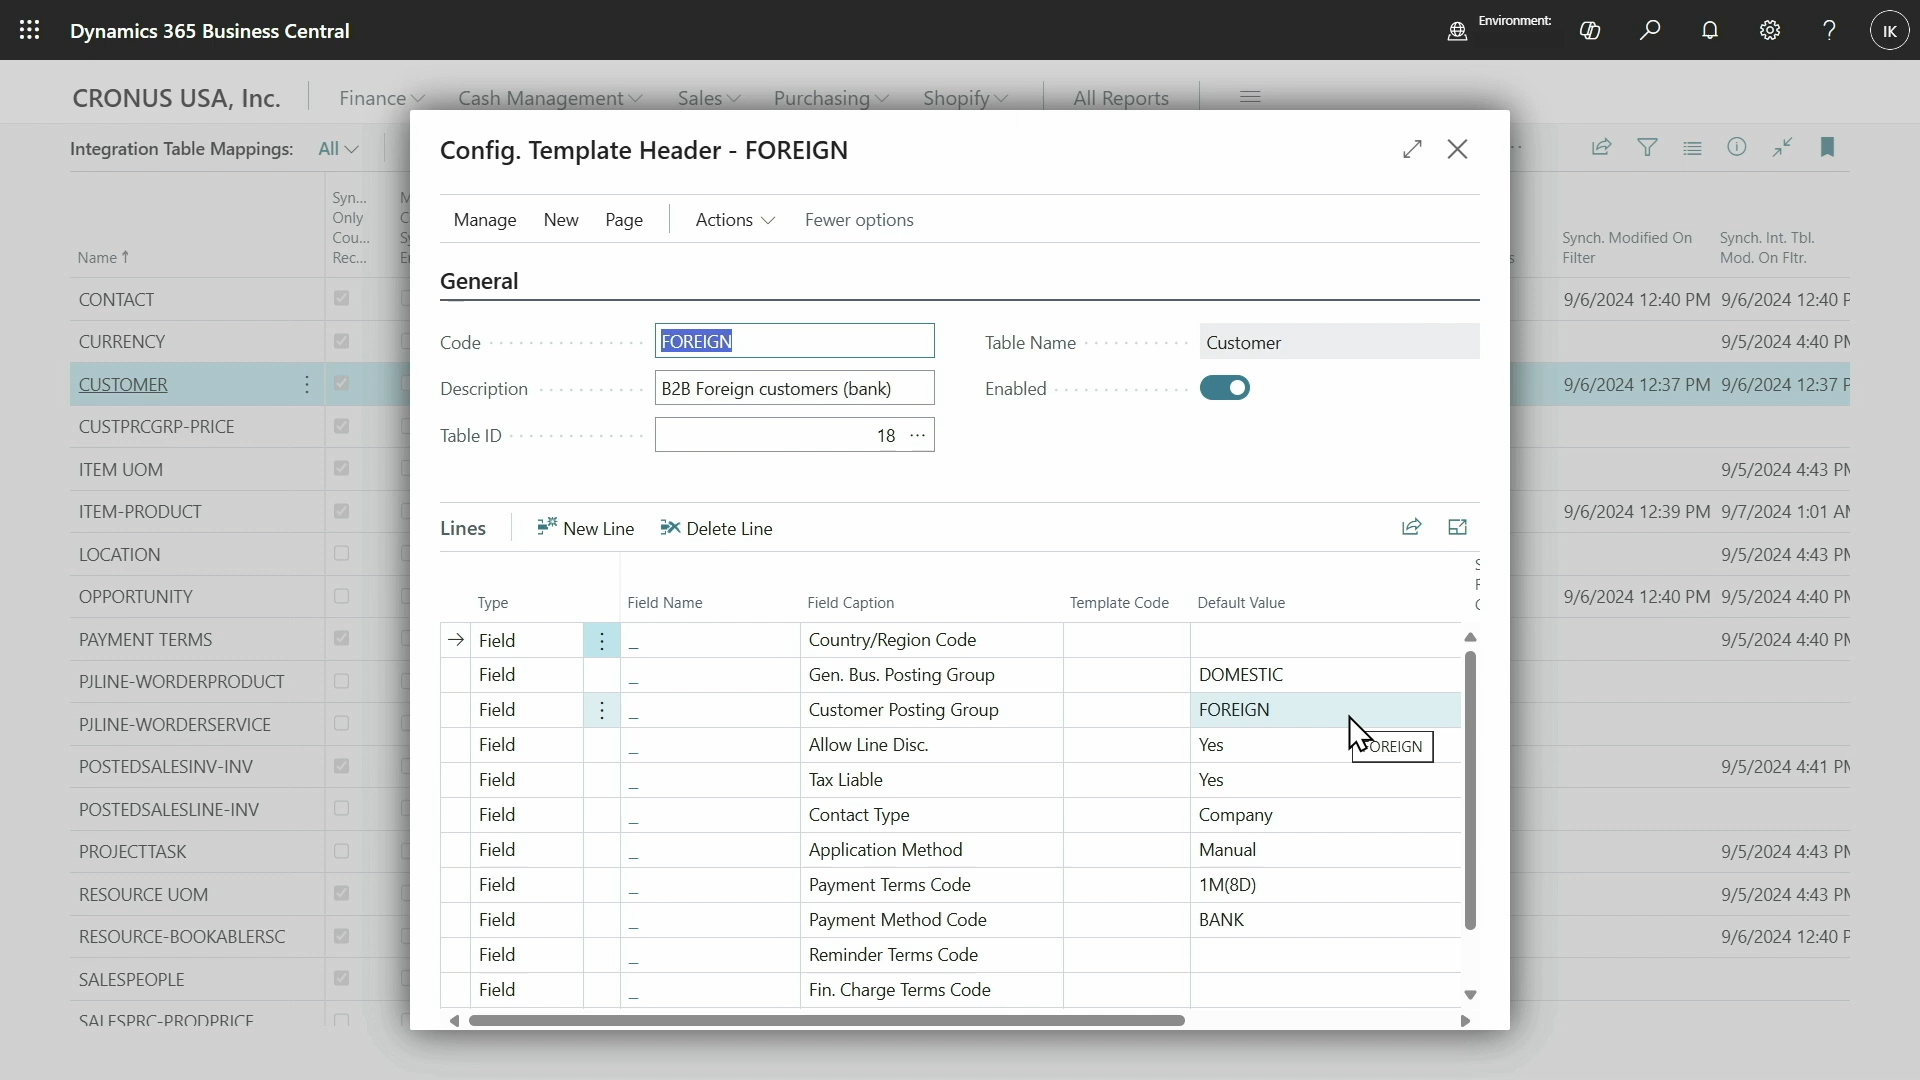 Dynamics 365 Business Central
Environment:
IK
CRONUS USA, Inc.
Finance
Cash Management
Sales
Purchasing
Shopify
All Reports
Integration Table Mappings:
All
Name
Syn...
Only
Cou...
Rec...
Synch. Modified On
Filter
Synch. Int. Tbl.
Mod. On Fltr.
CONTACT
9/6/2024 12:40 PM
9/6/2024 12:40 P
CURRENCY
9/5/2024 4:40 PM
CUSTOMER
9/6/2024 12:37 PM
9/6/2024 12:37 P
CUSTPRCGRP-PRICE
ITEM UOM
9/5/2024 4:43 PM
ITEM-PRODUCT
9/6/2024 12:39 PM
9/7/2024 1:01 AM
LOCATION
9/5/2024 4:43 PM
OPPORTUNITY
9/6/2024 12:40 PM
9/5/2024 4:40 PM
PAYMENT TERMS
9/5/2024 4:40 PM
PJLINE-WORDERPRODUCT
PJLINE-WORDERSERVICE
POSTEDSALESINV-INV
9/5/2024 4:41 PM
POSTEDSALESLINE-INV
PROJECTTASK
9/5/2024 4:43 PM
RESOURCE UOM
9/5/2024 4:43 PM
RESOURCE-BOOKABLERSC
9/6/2024 12:40 P
SALESPEOPLE
SALESPRC-PRODPRICE
Config. Template Header - FOREIGN
Manage
New
Page
Actions
Fewer options
General
Code
FOREIGN
Table Name
Customer
Description
B2B Foreign customers (bank)
Enabled
Table ID
18
Lines
New Line
Delete Line
Type
Field Name
Field Caption
Template Code
Default Value
Field
_
Country/Region Code
Field
_
Gen. Bus. Posting Group
DOMESTIC
Field
_
Customer Posting Group
FOREIGN
Field
_
Allow Line Disc.
Yes
Field
_
Tax Liable
Yes
Field
_
Contact Type
Company
Field
_
Application Method
Manual
Field
_
Payment Terms Code
1M(8D)
Field
_
Payment Method Code
BANK
Field
_
Reminder Terms Code
Field
_
Fin. Charge Terms Code